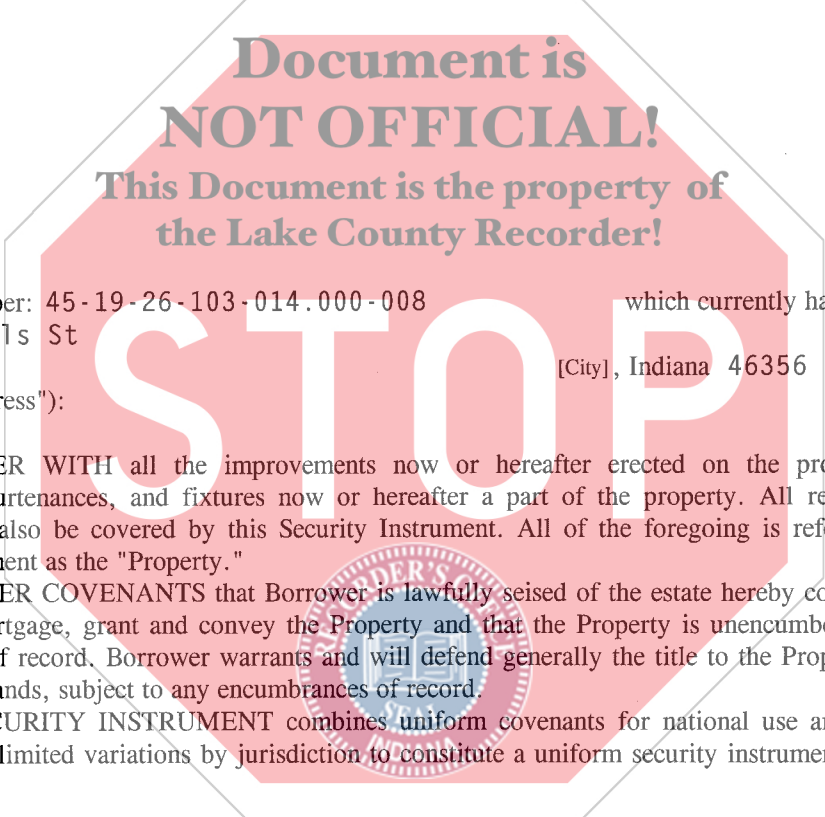 Document is
NOT OFFICIAL!
This Document is the property of
the Lake County Recorder!
STOP
ber: 45-19-26-103-014.000-008 which currently ha
ls St
[City], Indiana 46356
ress"):
ER WITH all the improvements now or hereafter erected on the pro
urtenances, and fixtures now or hereafter a part of the property. All re
also be covered by this Security Instrument. All of the foregoing is refe
ent as the "Property."
ER COVENANTS that Borrower is lawfully seised of the estate hereby co
rtgage, grant and convey the Property and that the Property is unencumbe
f record. Borrower warrants and will defend generally the title to the Prop
ands, subject to any encumbrances of record.
CURITY INSTRUMENT combines uniform covenants for national use a
limited variations by jurisdiction to constitute a uniform security instrume
RECORDER'S OFFICE
SEAL
INDIANA